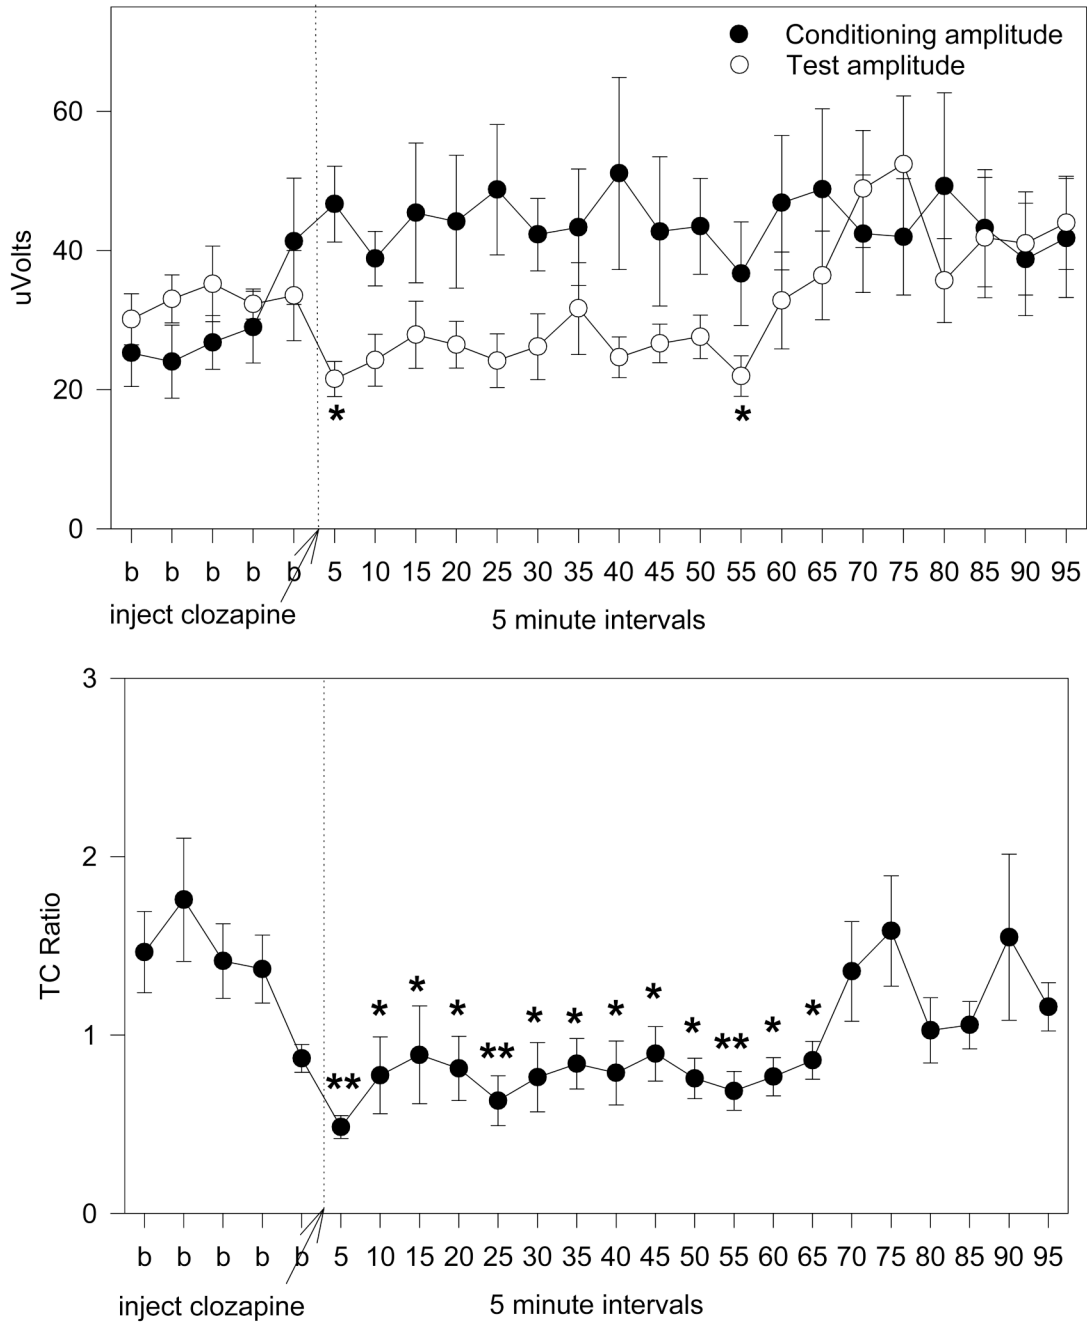 Conditioning amplitude
Test amplitude
uVolts
60
40
20
0
*
*
b b b b b 5 10 15 20 25 30 35 40 45 50 55 60 65 70 75 80 85 90 95
inject clozapine
5 minute intervals
TC Ratio
3
2
1
0
** * * * ** * * * * * ** * *
b b b b b 5 10 15 20 25 30 35 40 45 50 55 60 65 70 75 80 85 90 95
inject clozapine
5 minute intervals